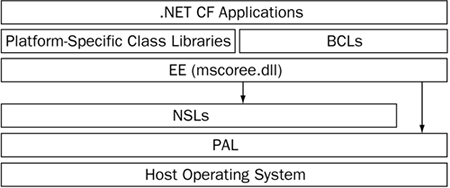 .NET CF Applications
Platform-Specific Class Libraries
BCLs
EE (mscoree.dll)
NSLs
PAL
Host Operating System